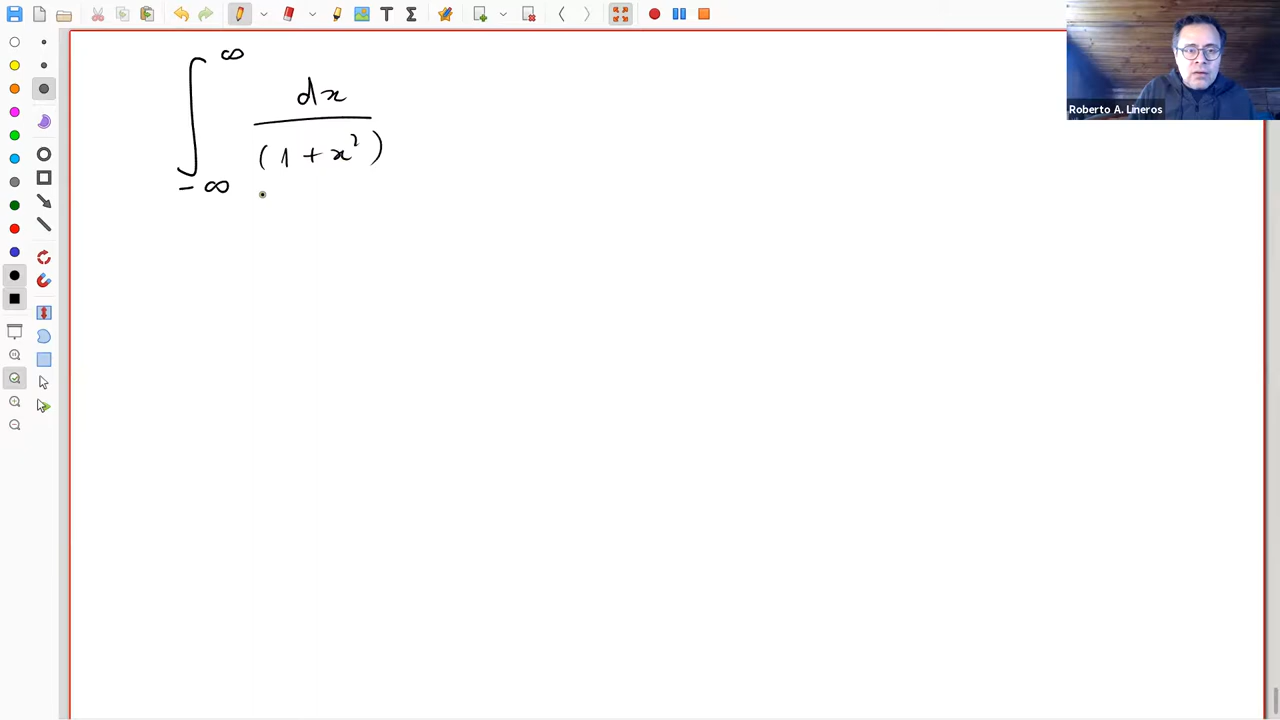 ∫_{-∞}^{∞} dx / (1 + x²)
Roberto A. Lineros